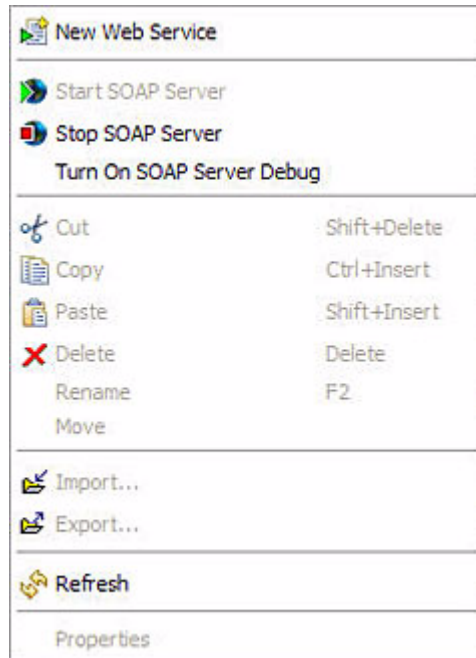 New Web Service
Start SOAP Server
Stop SOAP Server
Turn On SOAP Server Debug
Cut Shift+Delete
Copy Ctrl+Insert
Paste Shift+Insert
Delete Delete
Rename F2
Move
Import...
Export...
Refresh
Properties